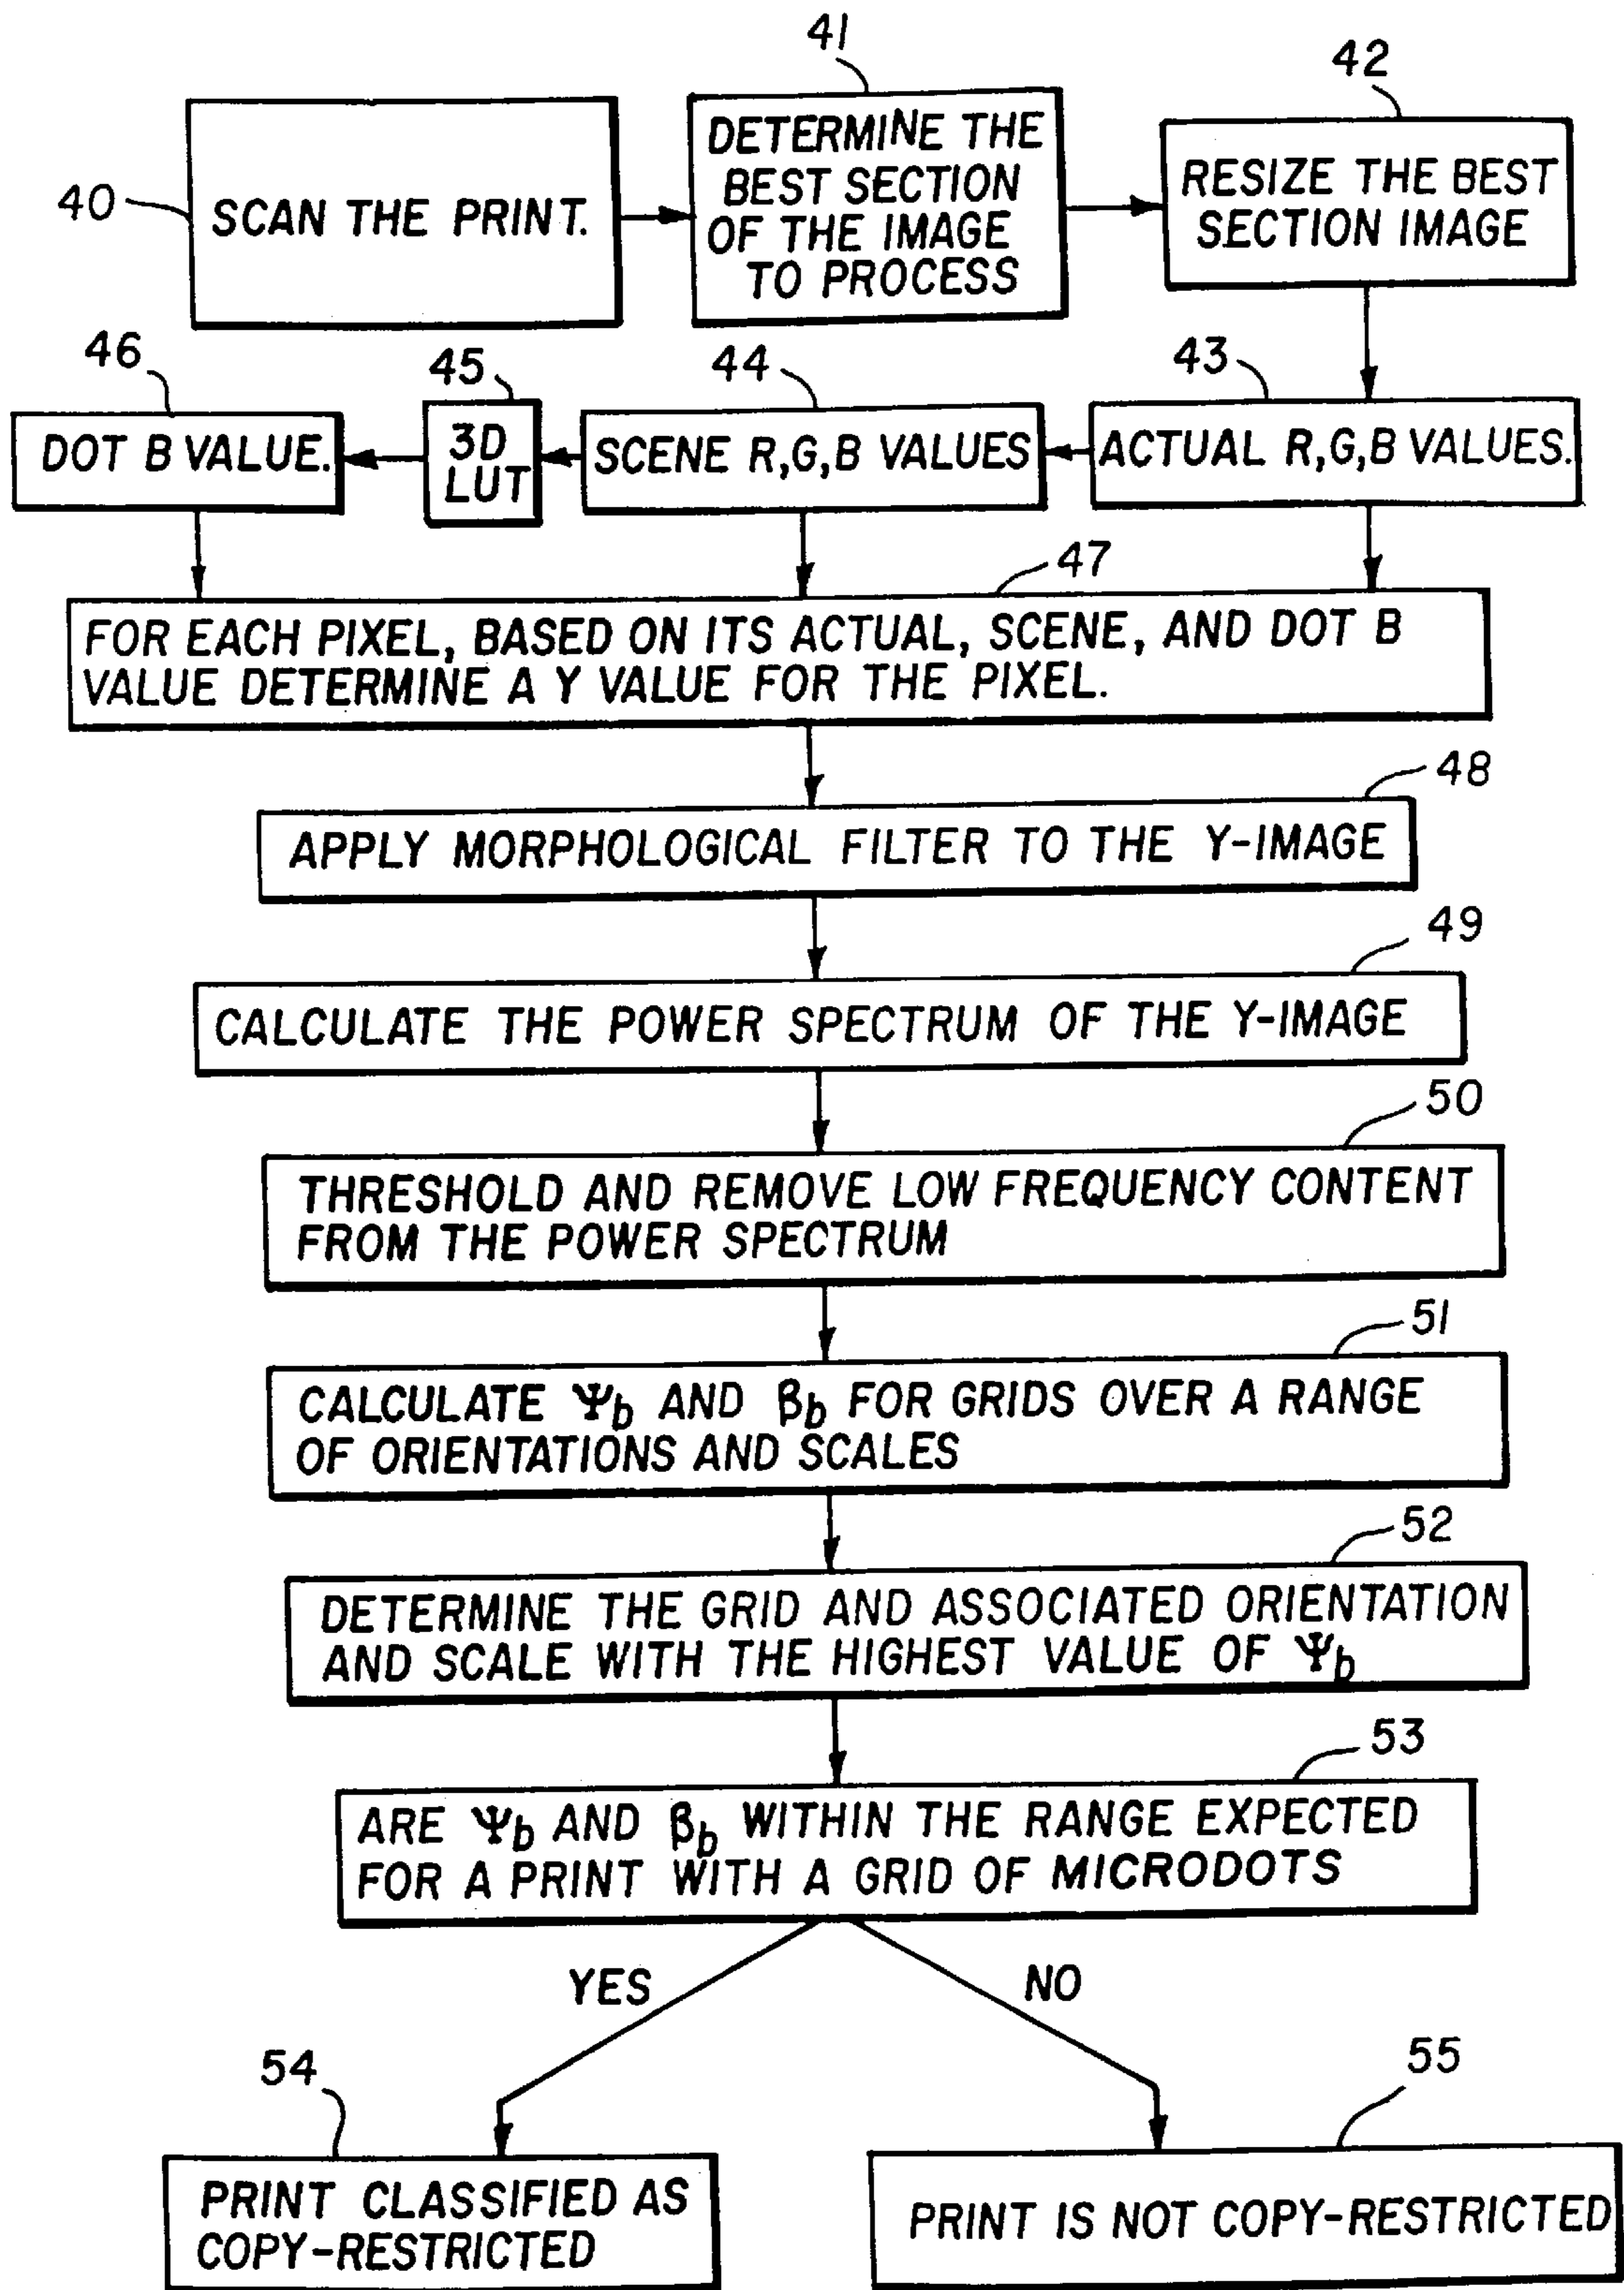 41
42
40
SCAN THE PRINT.
DETERMINE THE
BEST SECTION
OF THE IMAGE
TO PROCESS
RESIZE THE BEST
SECTION IMAGE
46
45
44
43
DOT B VALUE.
3D
LUT
SCENE R,G,B VALUES
ACTUAL R,G,B VALUES.
47
FOR EACH PIXEL, BASED ON ITS ACTUAL, SCENE, AND DOT B
VALUE DETERMINE A Y VALUE FOR THE PIXEL.
48
APPLY MORPHOLOGICAL FILTER TO THE Y-IMAGE
49
CALCULATE THE POWER SPECTRUM OF THE Y-IMAGE
50
THRESHOLD AND REMOVE LOW FREQUENCY CONTENT
FROM THE POWER SPECTRUM
51
CALCULATE Ψb AND βb FOR GRIDS OVER A RANGE
OF ORIENTATIONS AND SCALES
52
DETERMINE THE GRID AND ASSOCIATED ORIENTATION
AND SCALE WITH THE HIGHEST VALUE OF Ψb
53
ARE Ψb AND βb WITHIN THE RANGE EXPECTED
FOR A PRINT WITH A GRID OF MICRODOTS
YES
NO
54
55
PRINT CLASSIFIED AS
COPY-RESTRICTED
PRINT IS NOT COPY-RESTRICTED